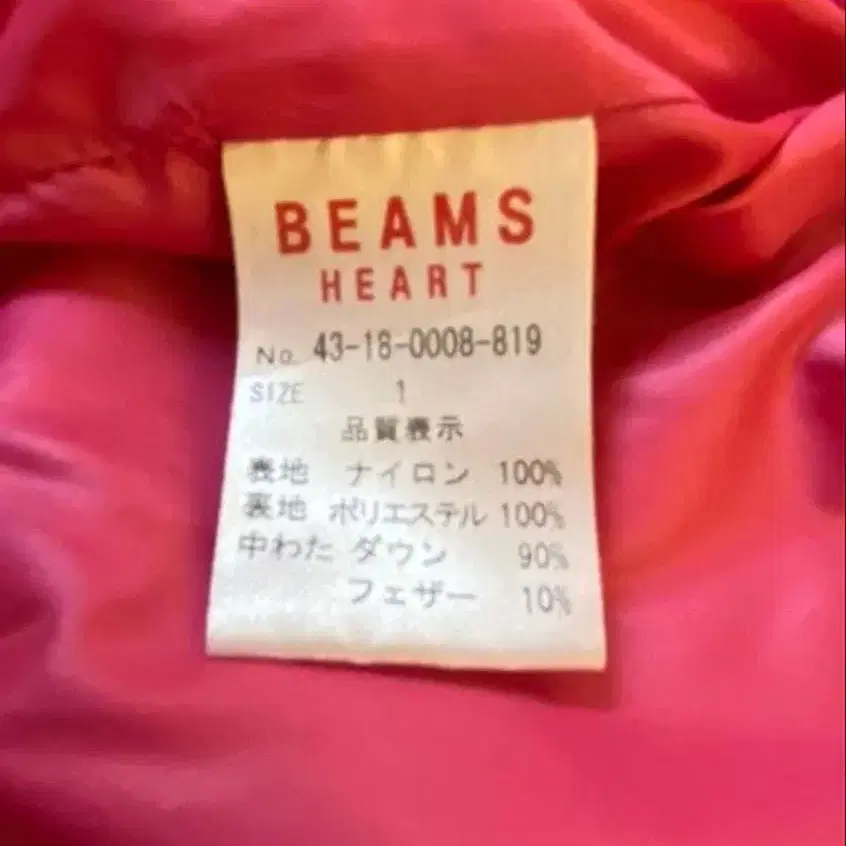 BEAMS
HEART
No. 43-18-0008-819
SIZE 1
品質表示
表地 ナイロン 100%
裏地 ポリエステル 100%
中わた ダウン 90%
フェザー 10%